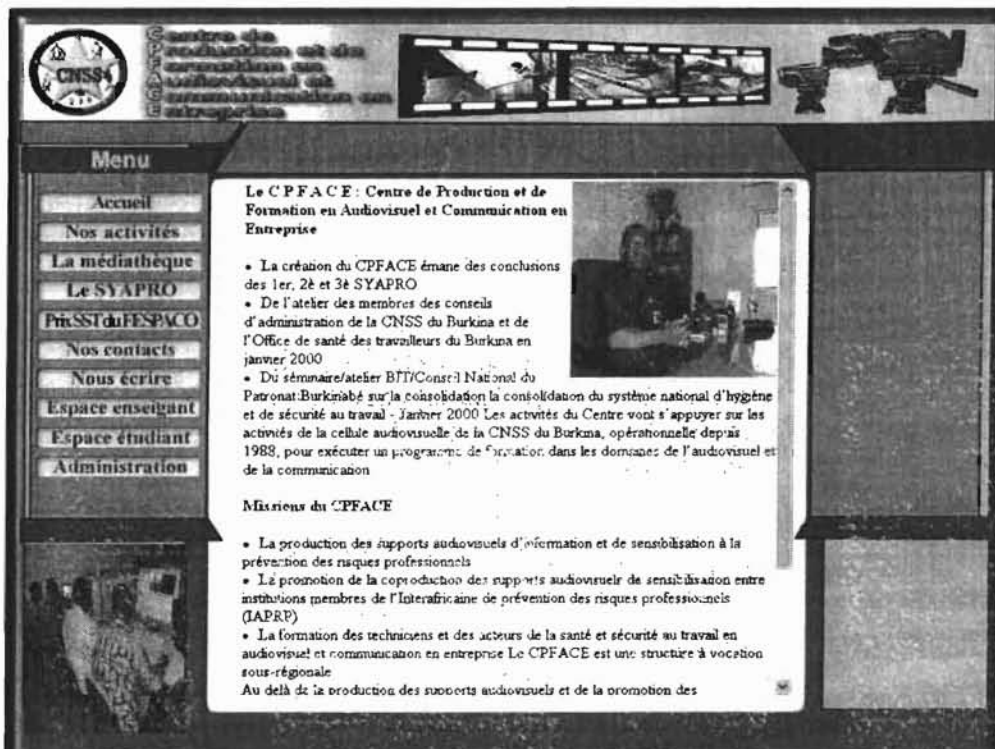 CNSS
Centre de
Production et de
Formation en
Audiovisuel et
Communication en
Entreprise
Menu
Accueil
Nos activités
La médiathèque
Le SYAPRO
Prix SST du FESPACO
Nos contacts
Nous écrire
Espace enseigant
Espace étudiant
Administration
Le C P F A C E : Centre de Production et de
Formation en Audiovisuel et Communication en
Entreprise
• La création du CPFACE émane des conclusions
des 1er, 2è et 3è SYAPRO
• De l'atelier des membres des conseils
d'administration de la CNSS du Burkina et de
l'Office de santé des travailleurs du Burkina en
janvier 2000
• Du séminaire/atelier BIT/Conseil National du
Patronat Burkinabé sur la consolidation la consolidation du système national d'hygiène
et de sécurité au travail - Janvier 2000 Les activités du Centre vont s'appuyer sur les
activités de la cellule audiovisuelle de la CNSS du Burkina, opérationnelle depuis
1988, pour exécuter un programme de formation dans les domaines de l'audiovisuel et
de la communication
Missions du CPFACE
• La production des supports audiovisuels d'information et de sensibilisation à la
prévention des risques professionnels
• La promotion de la coproduction des supports audiovisuels de sensibilisation entre
institutions membres de l'Interafricaine de prévention des risques professionnels
(IAPRP)
• La formation des techniciens et des acteurs de la santé et sécurité au travail en
audiovisuel et communication en entreprise Le CPFACE est une structure à vocation
sous-régionale
Au delà de la production des supports audiovisuels et de la promotion des